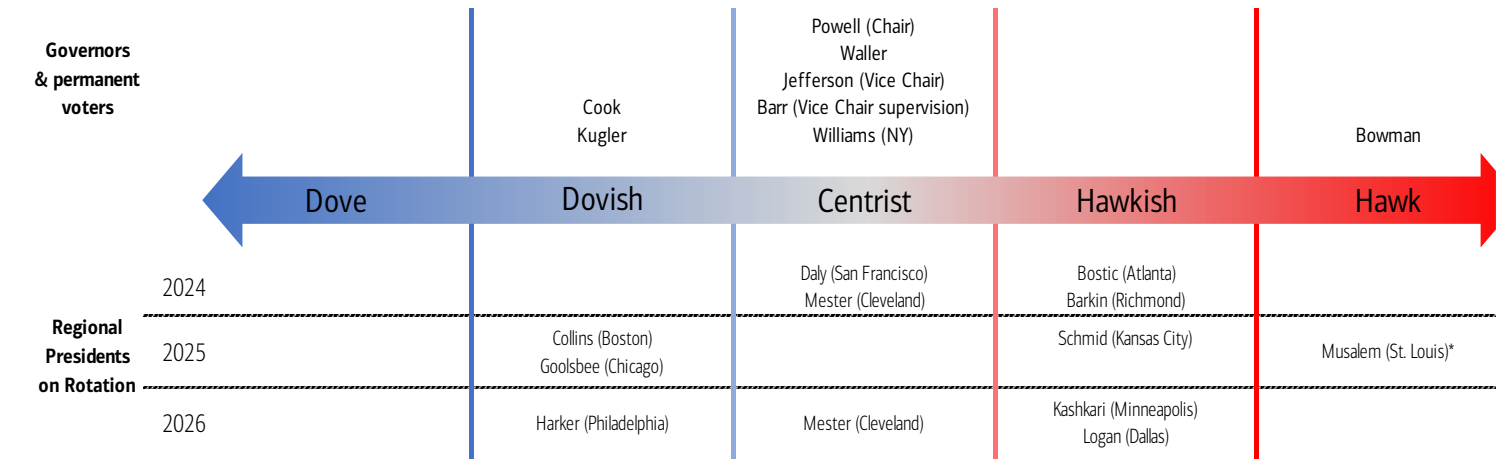 Governors
& permanent
voters
Cook
Kugler
Powell (Chair)
Waller
Jefferson (Vice Chair)
Barr (Vice Chair supervision)
Williams (NY)
Bowman
Dove
Dovish
Centrist
Hawkish
Hawk
Regional
Presidents
on Rotation
2024
Daly (San Francisco)
Mester (Cleveland)
Bostic (Atlanta)
Barkin (Richmond)
2025
Collins (Boston)
Goolsbee (Chicago)
Schmid (Kansas City)
Musalem (St. Louis)*
2026
Harker (Philadelphia)
Mester (Cleveland)
Kashkari (Minneapolis)
Logan (Dallas)